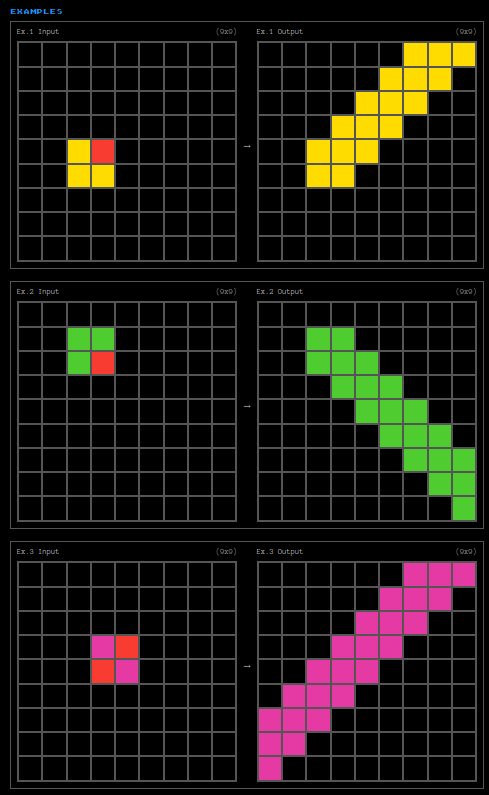 EXAMPLES
Ex.1 Input (9x9) Ex.1 Output (9x9)
→
Ex.2 Input (9x9) Ex.2 Output (9x9)
→
Ex.3 Input (9x9) Ex.3 Output (9x9)
→